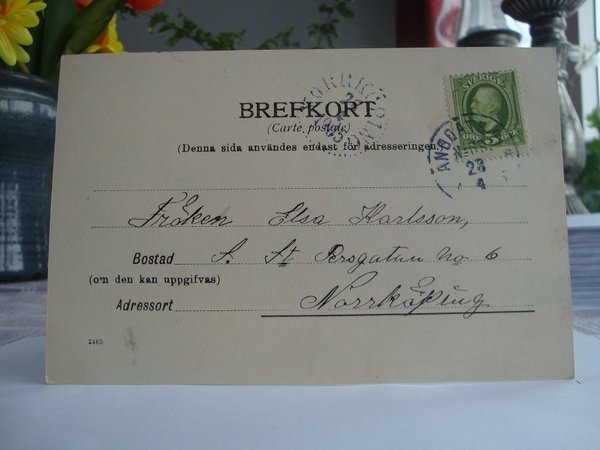 BREFKORT
(Carte postale)
(Denna sida användes endast för adresseringen.)
SVERIGE
23
4
Fröken Elsa Karlsson,
Bostad S. St Persgatan No 6
(om den kan uppgifvas)
Adressort Norrköping
3465